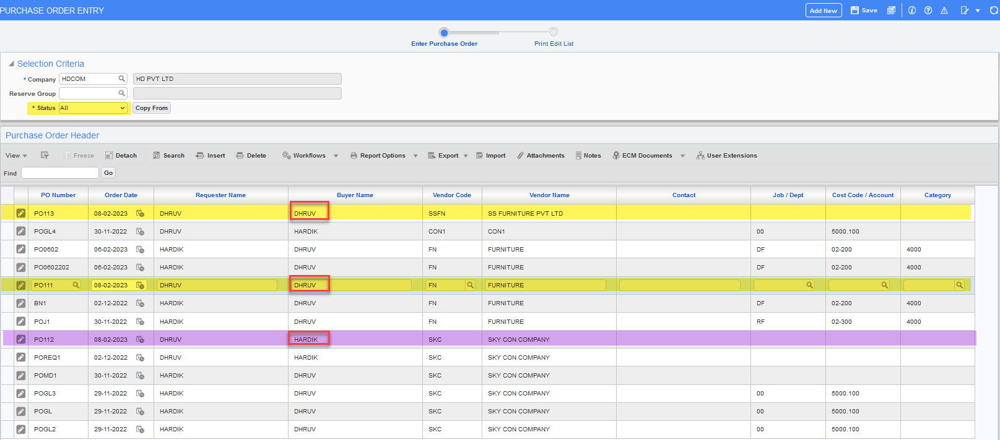 PURCHASE ORDER ENTRY Add New Save
Enter Purchase Order Print Edit List
Selection Criteria
* Company HDCOM HD PVT LTD
Reserve Group
* Status All Copy From
Purchase Order Header
View Freeze Detach Search Insert Delete Workflows Report Options Export Import Attachments Notes ECM Documents User Extensions
Find Go
PO Number Order Date Requester Name Buyer Name Vendor Code Vendor Name Contact Job / Dept Cost Code / Account Category
PO113 08-02-2023 DHRUV DHRUV SSFN SS FURNITURE PVT LTD
POGL4 30-11-2022 DHRUV HARDIK CON1 CON1 00 5000.100
PO0602 06-02-2023 HARDIK DHRUV FN FURNITURE DF 02-200 4000
PO0602202 06-02-2023 HARDIK DHRUV FN FURNITURE DF 02-200 4000
PO111 08-02-2023 DHRUV DHRUV FN FURNITURE
BN1 02-12-2022 HARDIK DHRUV FN FURNITURE DF 02-200 4000
POJ1 30-11-2022 HARDIK DHRUV FN FURNITURE RF 02-300 4000
PO112 08-02-2023 DHRUV HARDIK SKC SKY CON COMPANY
POREQ1 02-12-2022 DHRUV HARDIK SKC SKY CON COMPANY
POMD1 30-11-2022 HARDIK DHRUV SKC SKY CON COMPANY
POGL3 29-11-2022 HARDIK DHRUV SKC SKY CON COMPANY 00 5000.100
POGL 29-11-2022 HARDIK DHRUV SKC SKY CON COMPANY 00 5000.100
POGL2 29-11-2022 HARDIK DHRUV SKC SKY CON COMPANY 00 5000.100